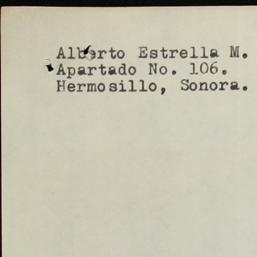 Alberto Estrella M.
Apartado No. 106.
Hermosillo, Sonora.